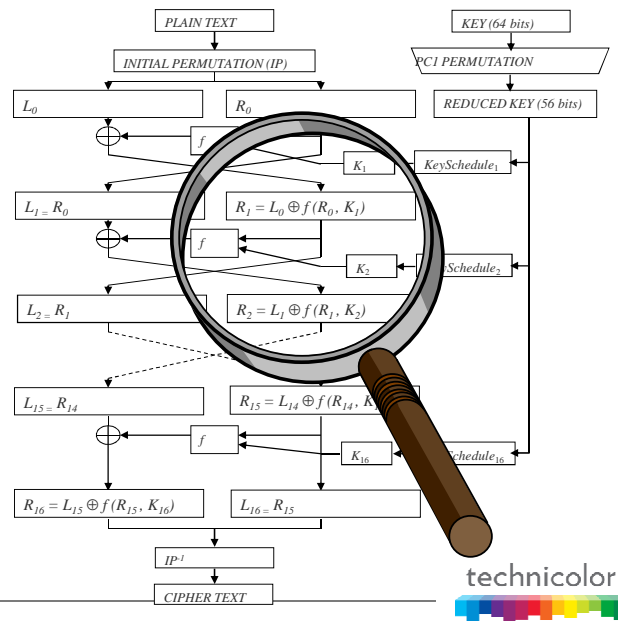 PLAIN TEXT
KEY (64 bits)
INITIAL PERMUTATION (IP)
PC1 PERMUTATION
L₀
R₀
REDUCED KEY (56 bits)
f
K₁
KeySchedule₁
L₁ = R₀
R₁ = L₀ ⊕ f(R₀, K₁)
f
K₂
eySchedule₂
L₂ = R₁
R₂ = L₁ ⊕ f(R₁, K₂)
L₁₅ = R₁₄
R₁₅ = L₁₄ ⊕ f(R₁₄, K₁
f
K₁₆
Schedule₁₆
R₁₆ = L₁₅ ⊕ f(R₁₅, K₁₆)
L₁₆ = R₁₅
IP⁻¹
CIPHER TEXT
technicolor